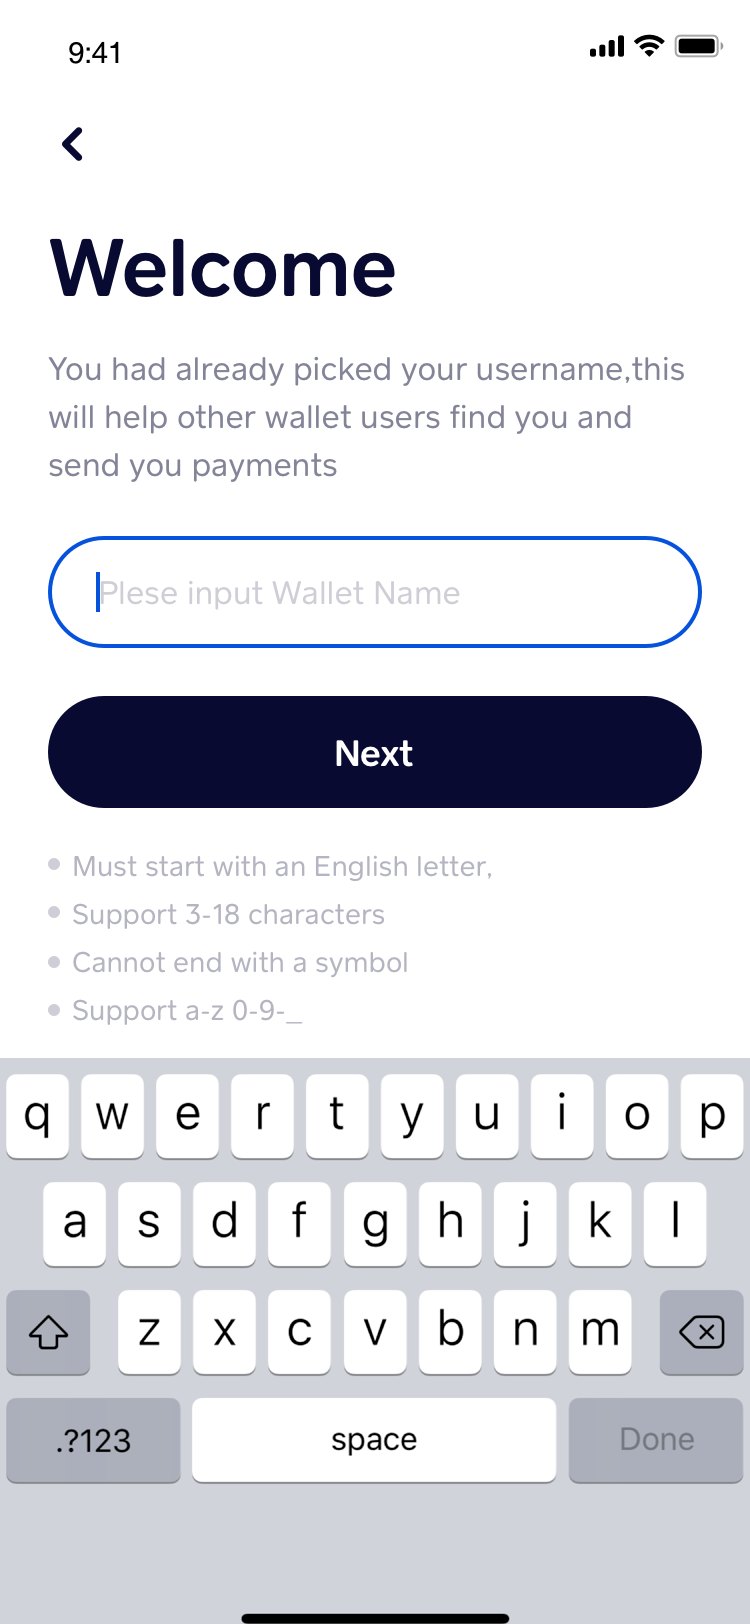 9:41
Welcome
You had already picked your username,this
will help other wallet users find you and
send you payments
Plese input Wallet Name
Next
Must start with an English letter,
Support 3-18 characters
Cannot end with a symbol
Support a-z 0-9-_
q w e r t y u i o p
a s d f g h j k l
z x c v b n m
.?123 space Done